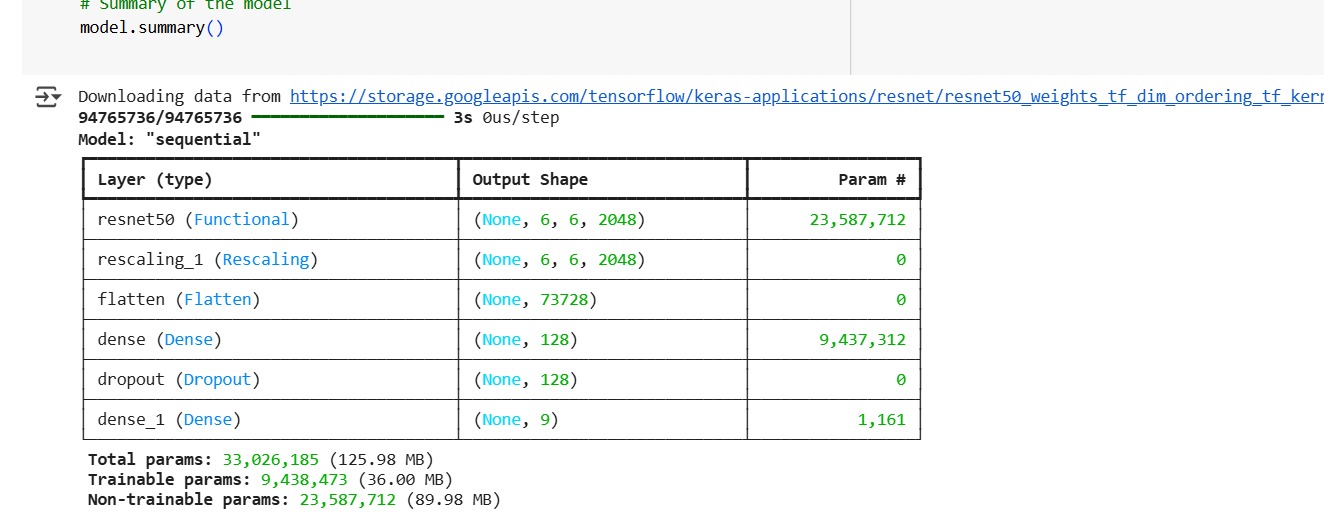 # Summary of the model
model.summary()
Downloading data from https://storage.googleapis.com/tensorflow/keras-applications/resnet/resnet50_weights_tf_dim_ordering_tf_kerr
94765736/94765736 ━━━━━━━━━━━━━━━━━━━━ 3s 0us/step
Model: "sequential"
Layer (type) Output Shape Param #
resnet50 (Functional) (None, 6, 6, 2048) 23,587,712
rescaling_1 (Rescaling) (None, 6, 6, 2048) 0
flatten (Flatten) (None, 73728) 0
dense (Dense) (None, 128) 9,437,312
dropout (Dropout) (None, 128) 0
dense_1 (Dense) (None, 9) 1,161
Total params: 33,026,185 (125.98 MB)
Trainable params: 9,438,473 (36.00 MB)
Non-trainable params: 23,587,712 (89.98 MB)